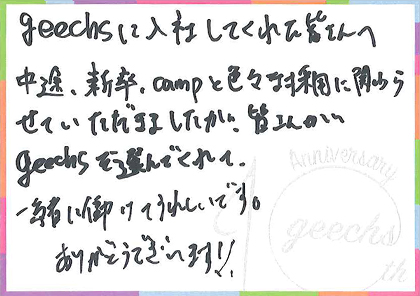 geechsに入社してくれた皆さんへ
中途、新卒、campと色々な採用に関わら
せていただきましたが、皆さんが
geechsを選んでくれて、
一緒に働けてうれしいです。
ありがとうございます!!
Anniversary
geechs
th